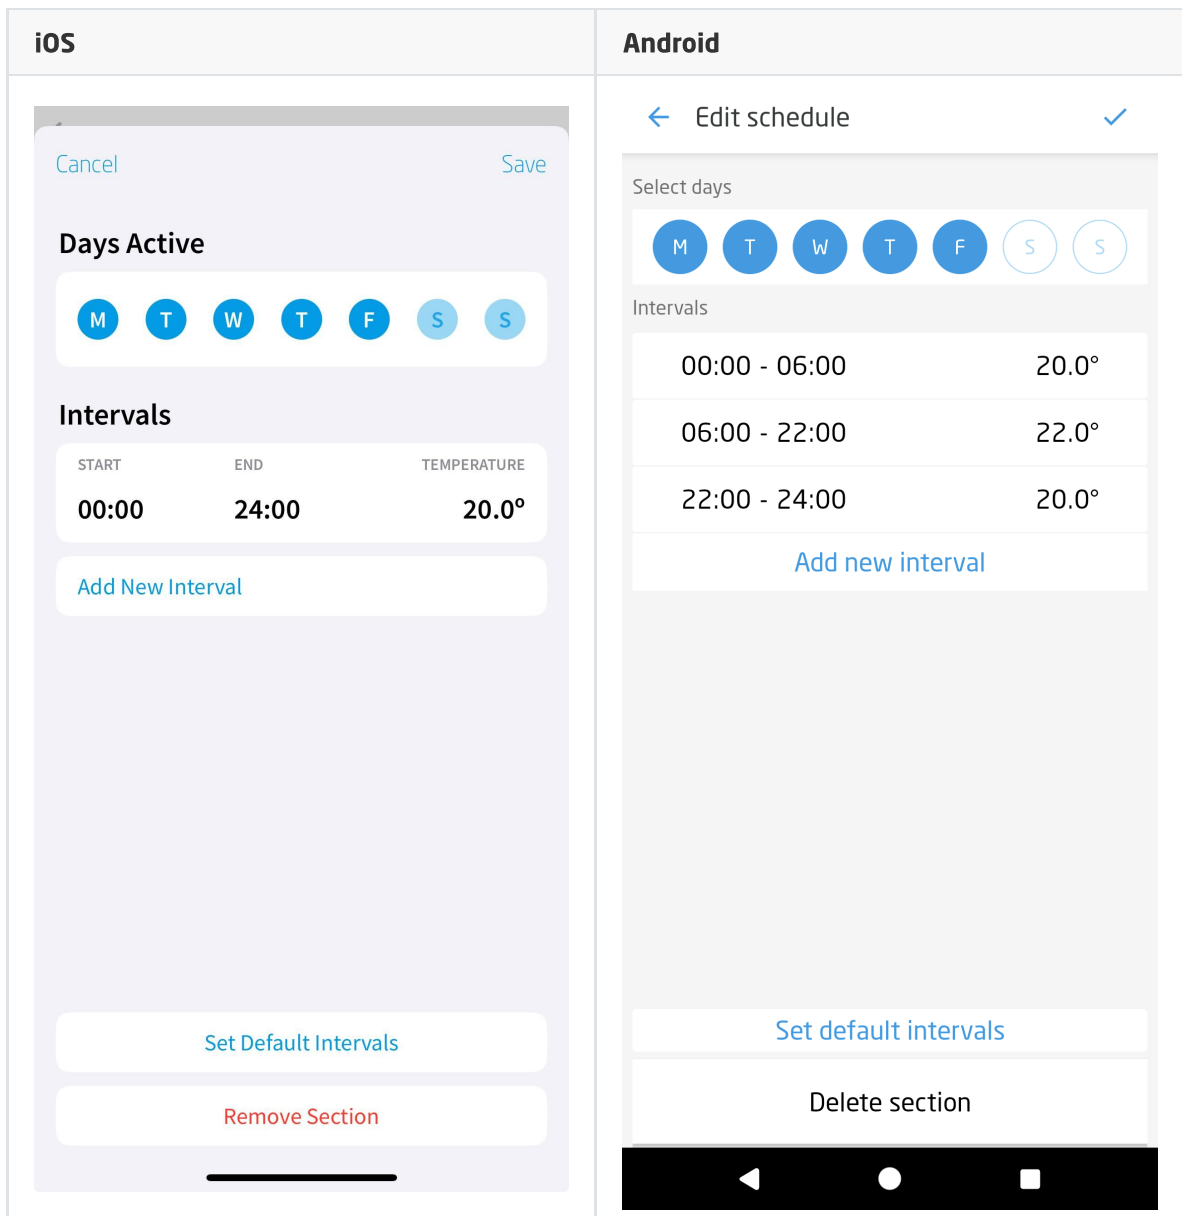 iOS
Android
Cancel
Save
Days Active
M T W T F S S
Intervals
START END TEMPERATURE
00:00 24:00 20.0º
Add New Interval
Set Default Intervals
Remove Section
Edit schedule
Select days
M T W T F S S
Intervals
00:00 - 06:00 20.0°
06:00 - 22:00 22.0°
22:00 - 24:00 20.0°
Add new interval
Set default intervals
Delete section